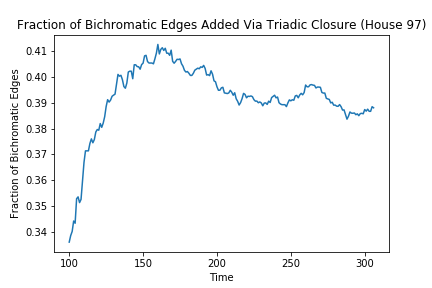 Fraction of Bichromatic Edges Added Via Triadic Closure (House 97)
Fraction of Bichromatic Edges
0.41
0.40
0.39
0.38
0.37
0.36
0.35
0.34
100 150 200 250 300
Time